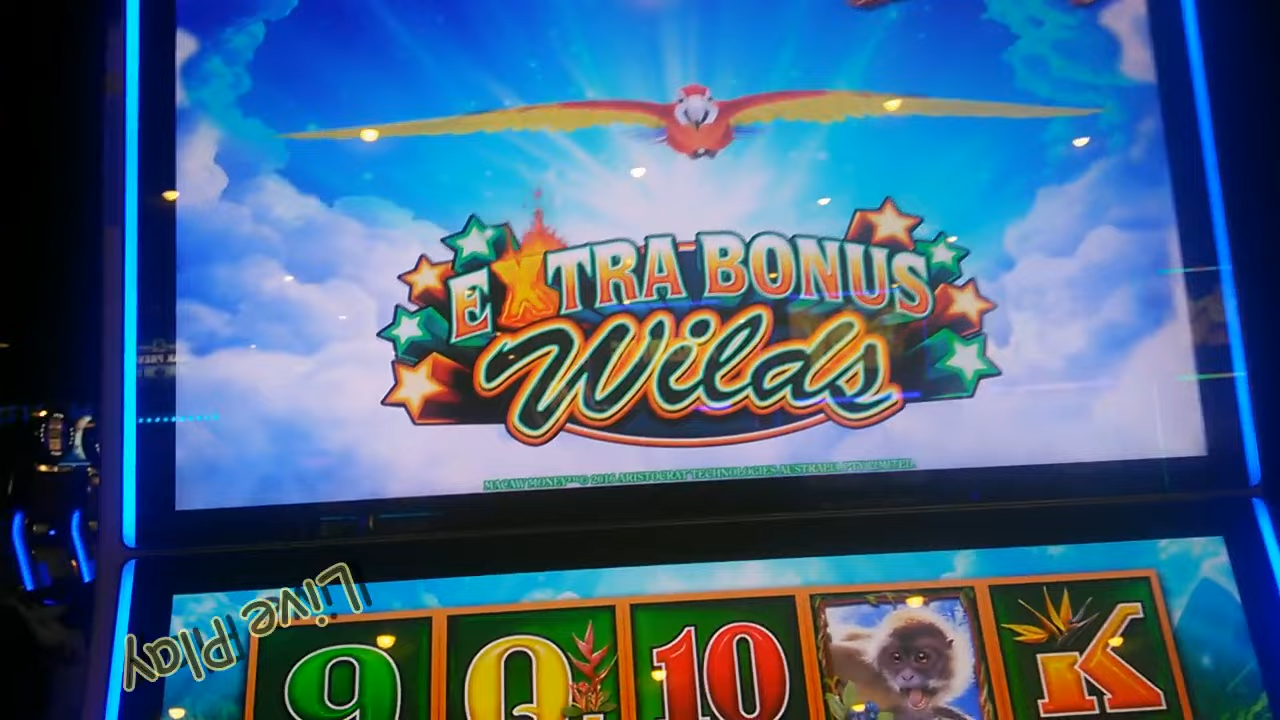 EXTRA BONUS
Wilds
MACAW MONEY™ © 2016 ARISTOCRAT TECHNOLOGIES AUSTRALIA PTY LIMITED.
Live Play
9 Q 10 K